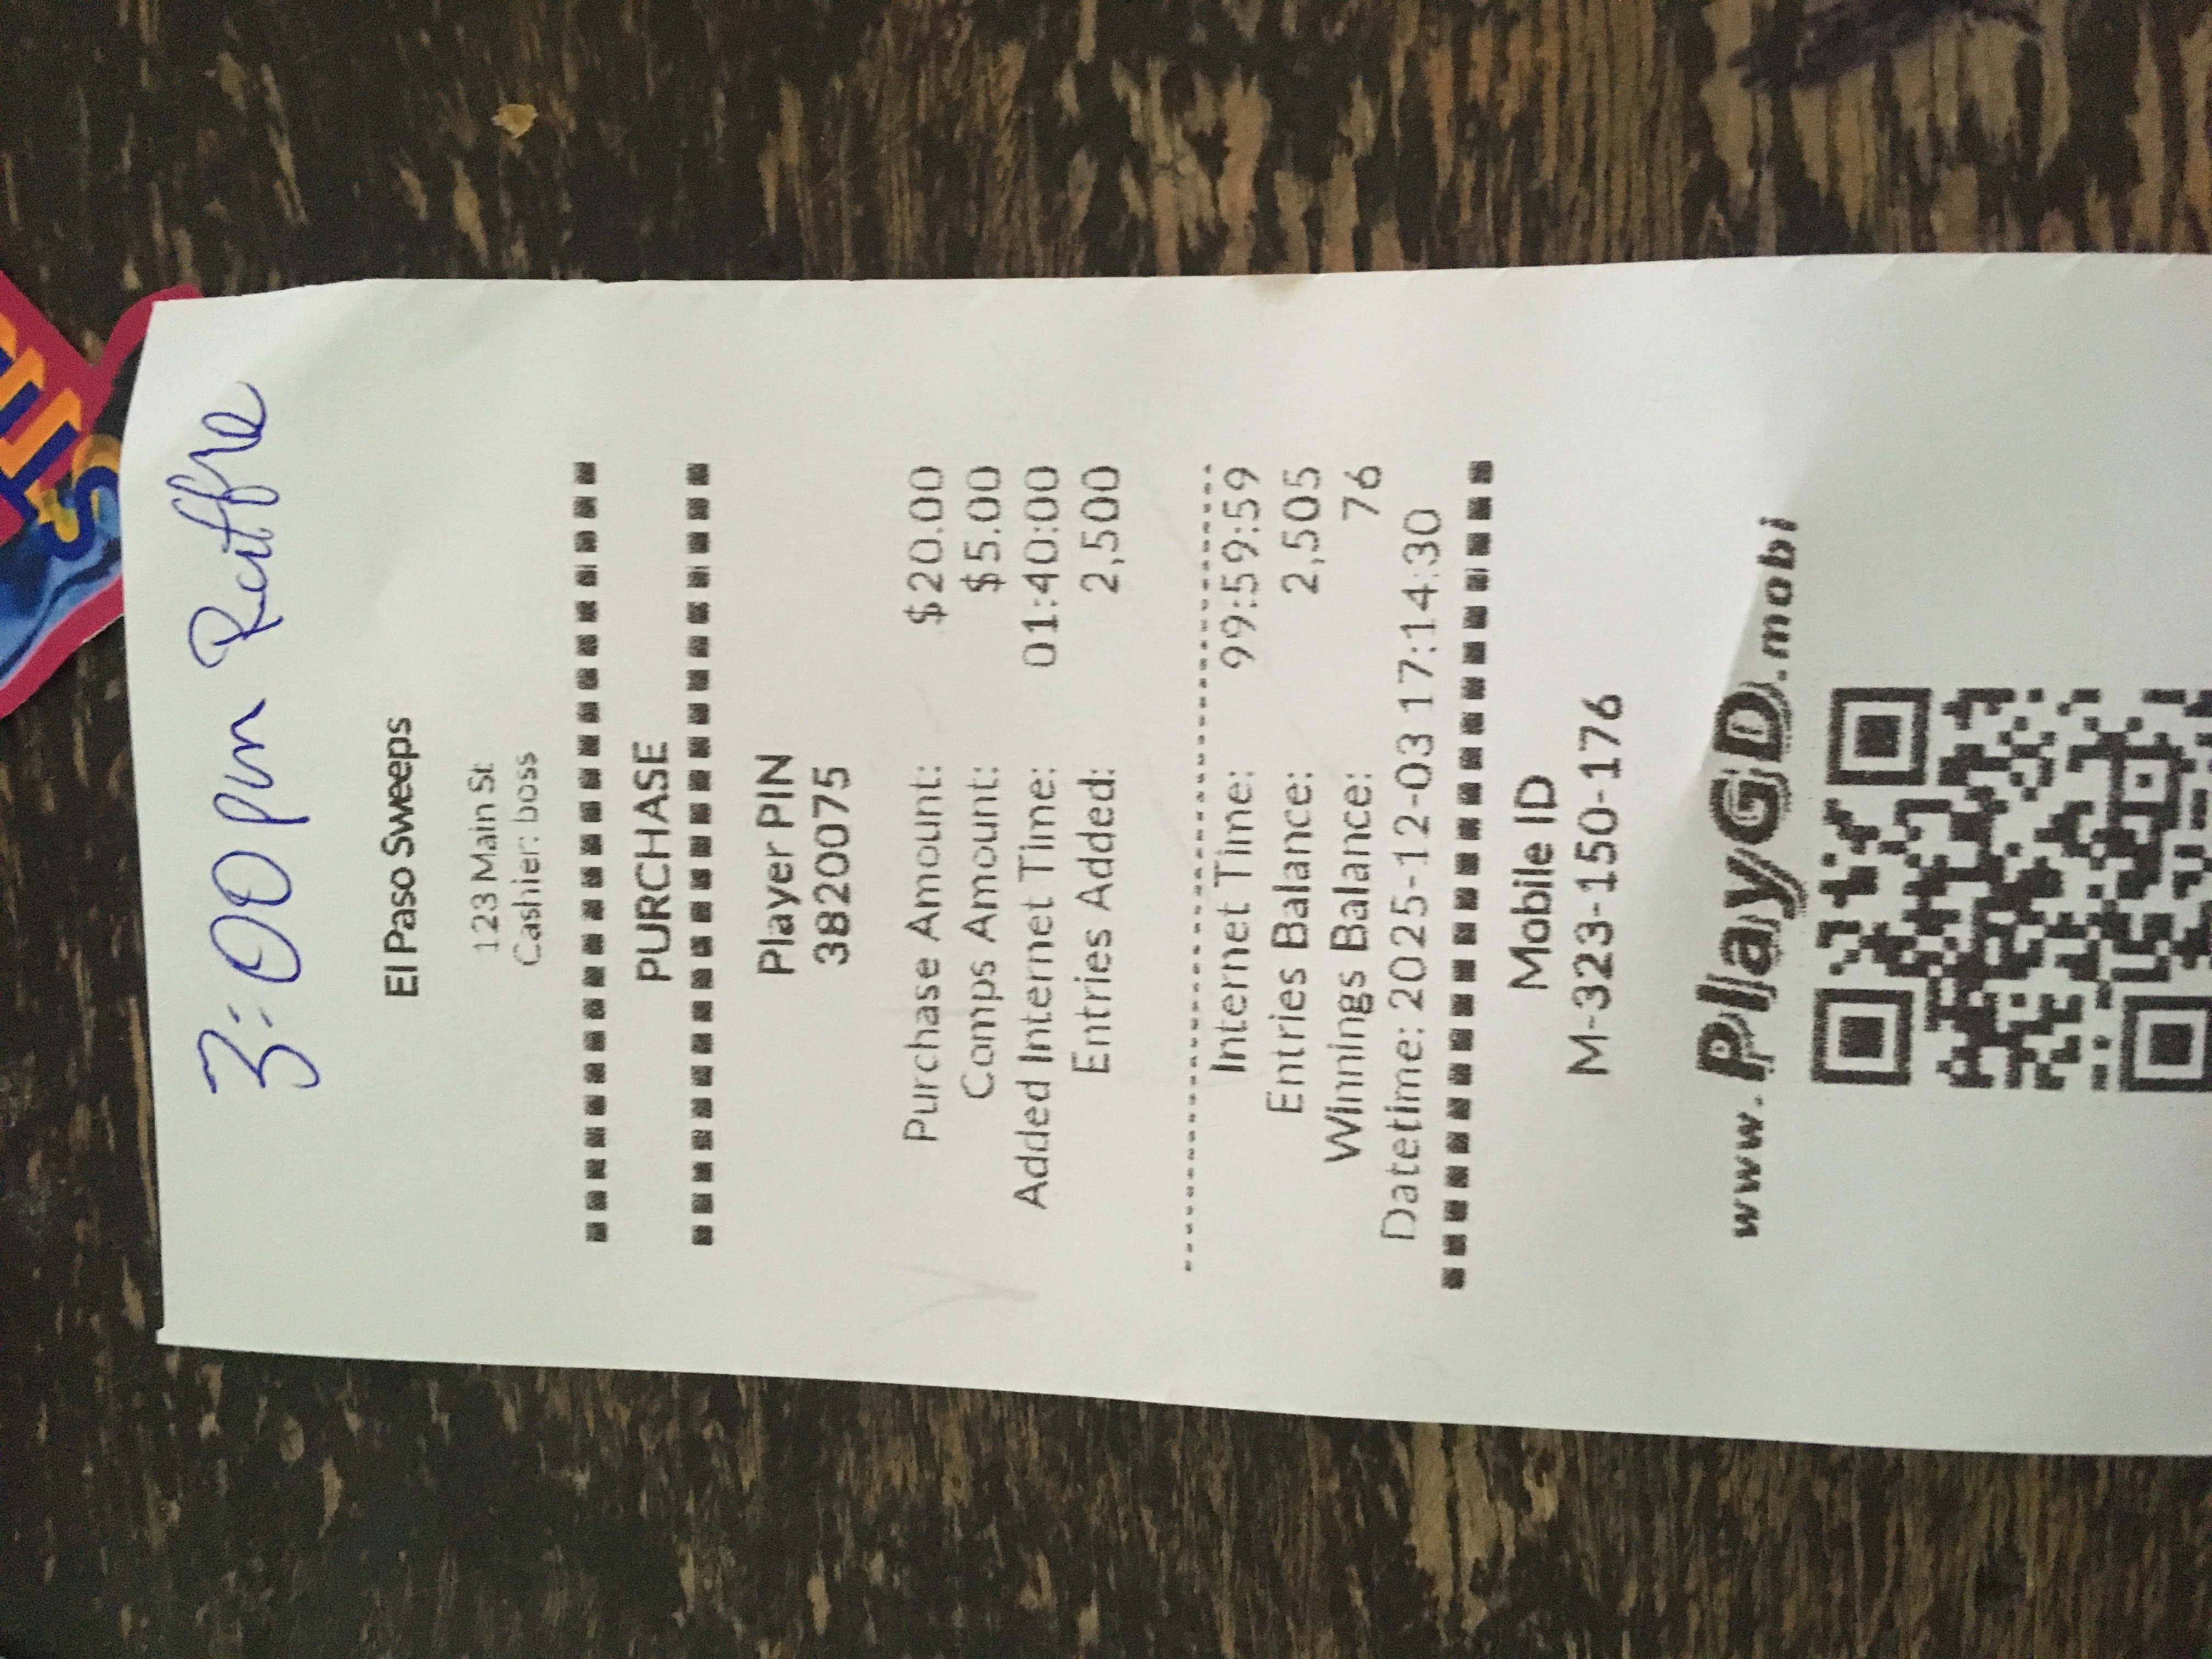 3:00 pm Raffle
El Paso Sweeps
123 Main St
Cashier: boss
PURCHASE
Player PIN
3820075
Purchase Amount: $20.00
Comps Amount: $5.00
Added Internet Time: 01:40:00
Entries Added: 2,500
Internet Time: 99:59:59
Entries Balance: 2,505
Winnings Balance: 76
Datetime: 2025-12-03 17:14:30
Mobile ID
M-323-150-176
www.PlayGD.mobi